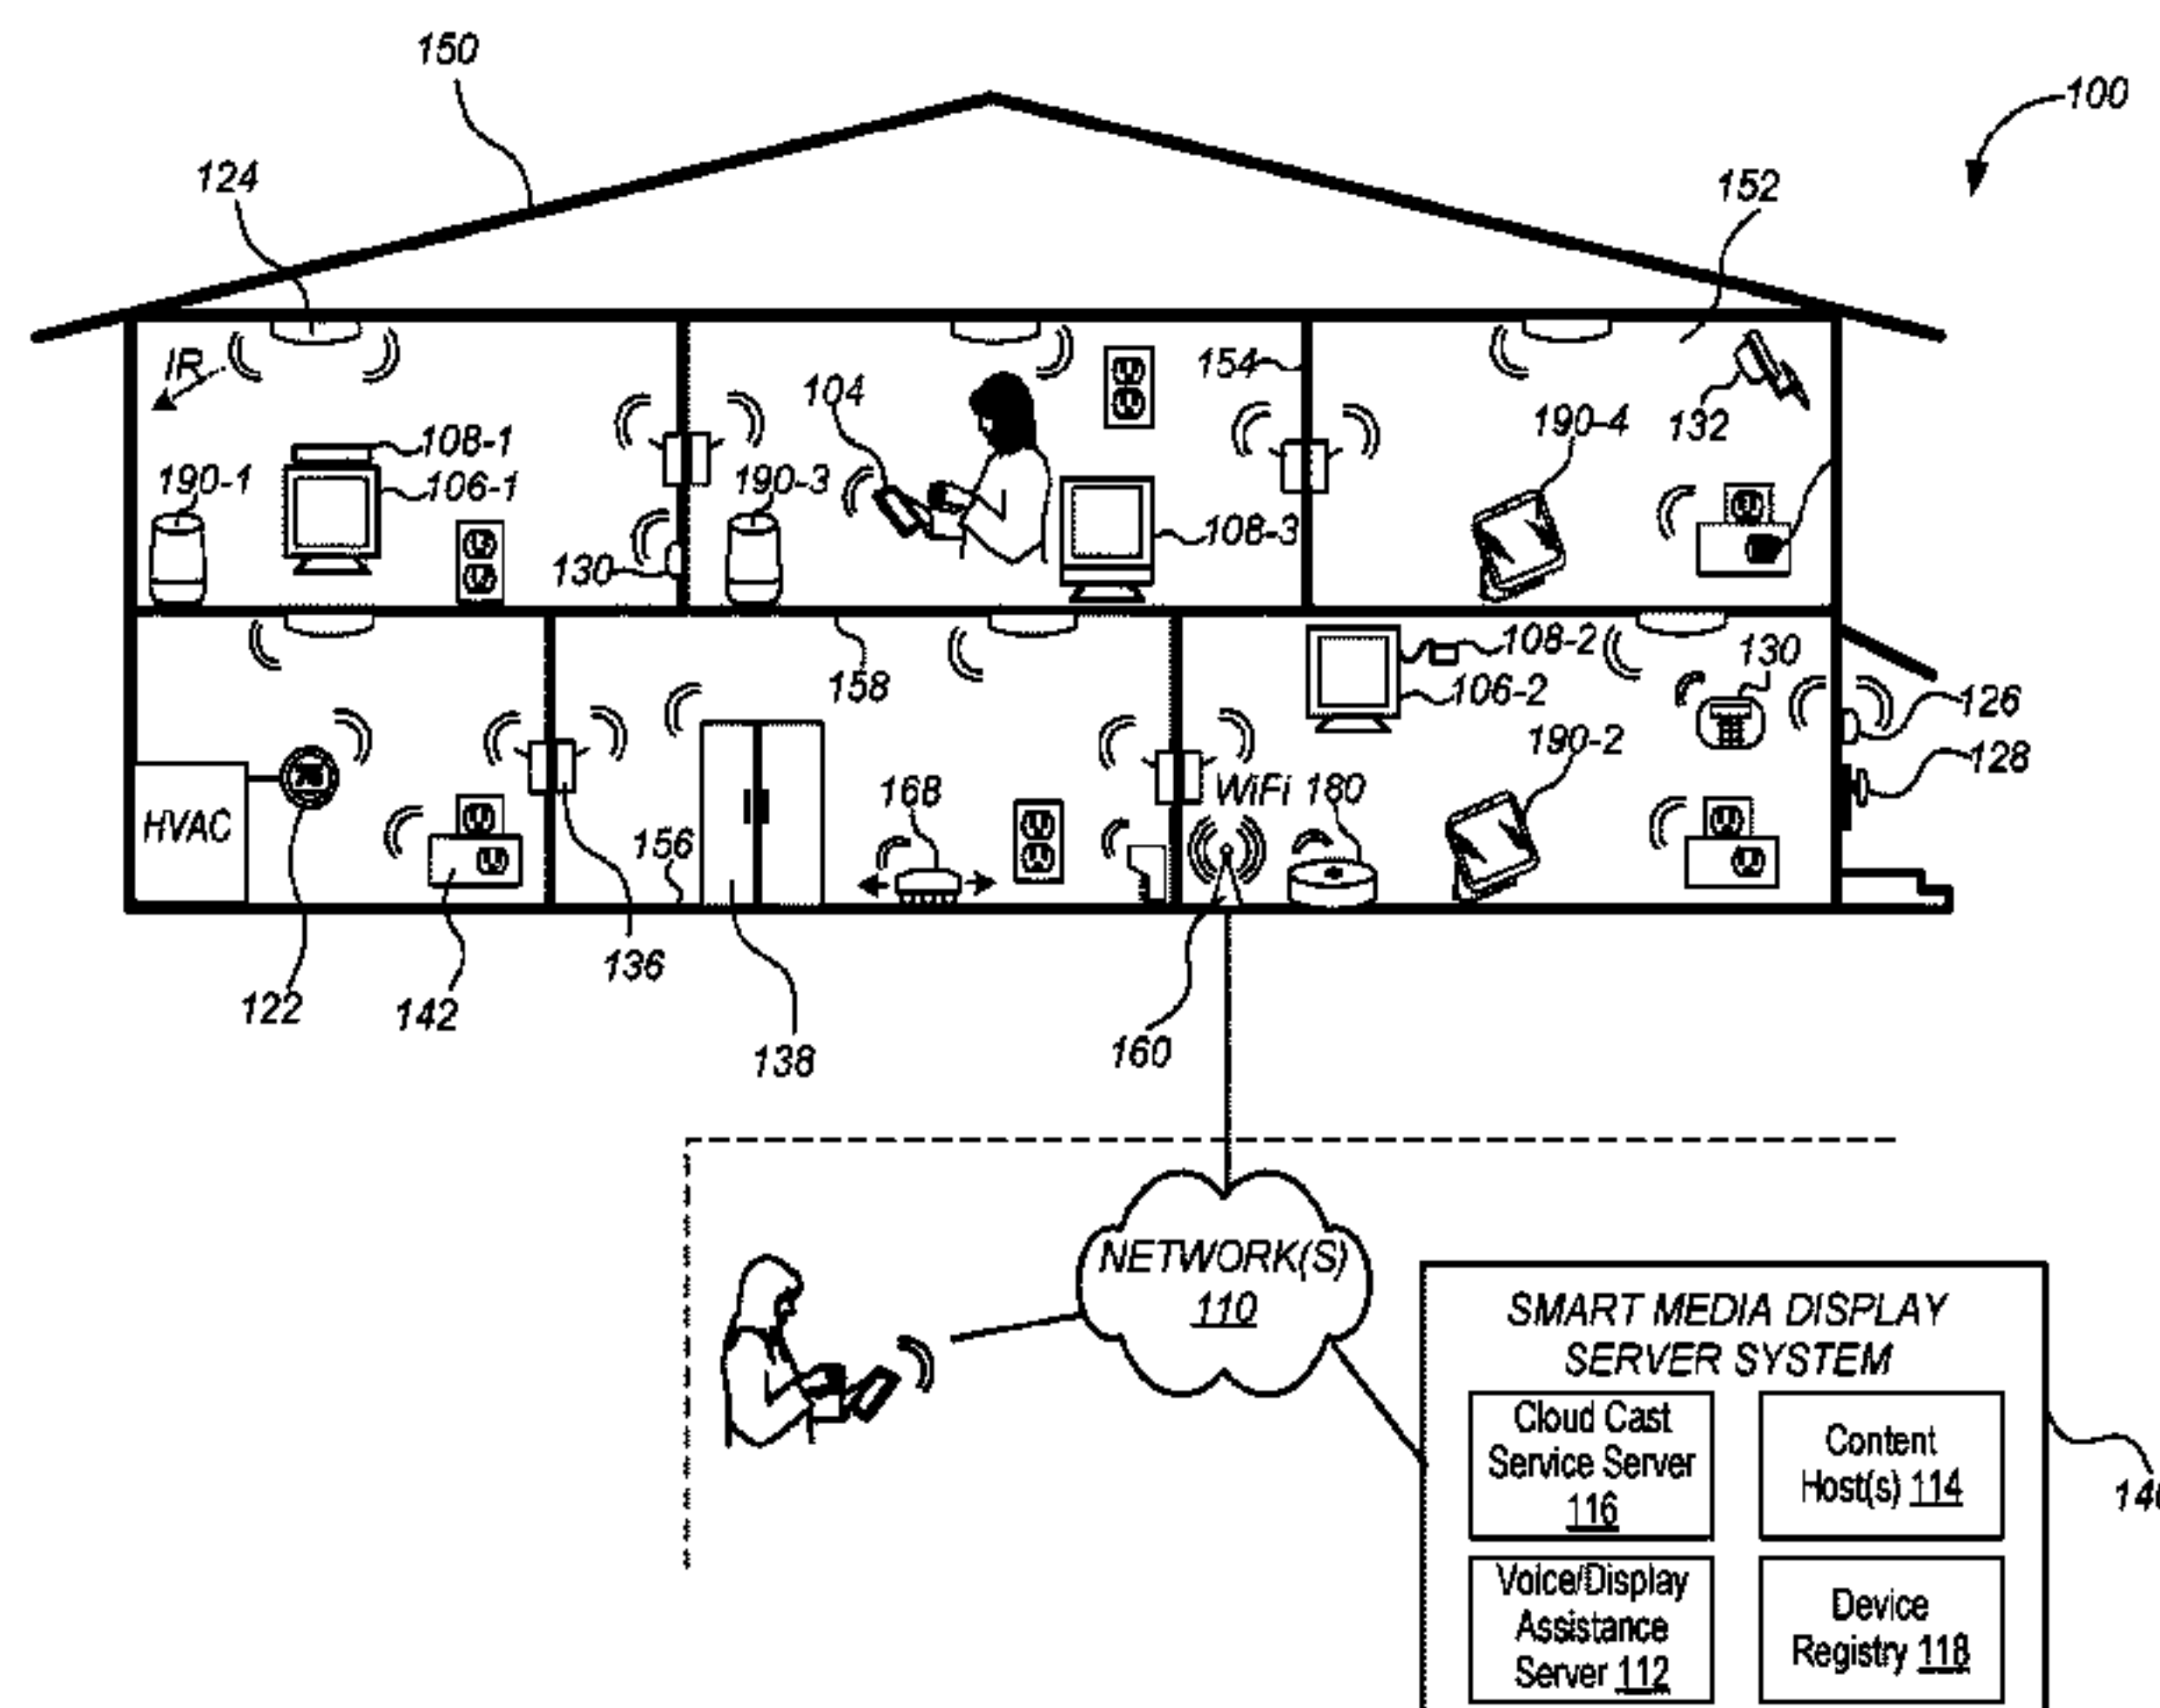 150
100
124
152
IR
154
104
132
108-1
190-4
190-1
106-1
190-3
108-3
130
108-2
130
158
106-2
126
190-2
128
168
WiFi 180
HVAC
156
136
122
142
138
160
NETWORK(S)
110
SMART MEDIA DISPLAY
SERVER SYSTEM
Cloud Cast
Service Server
116
Content
Host(s) 114
Voice/Display
Assistance
Server 112
Device
Registry 118